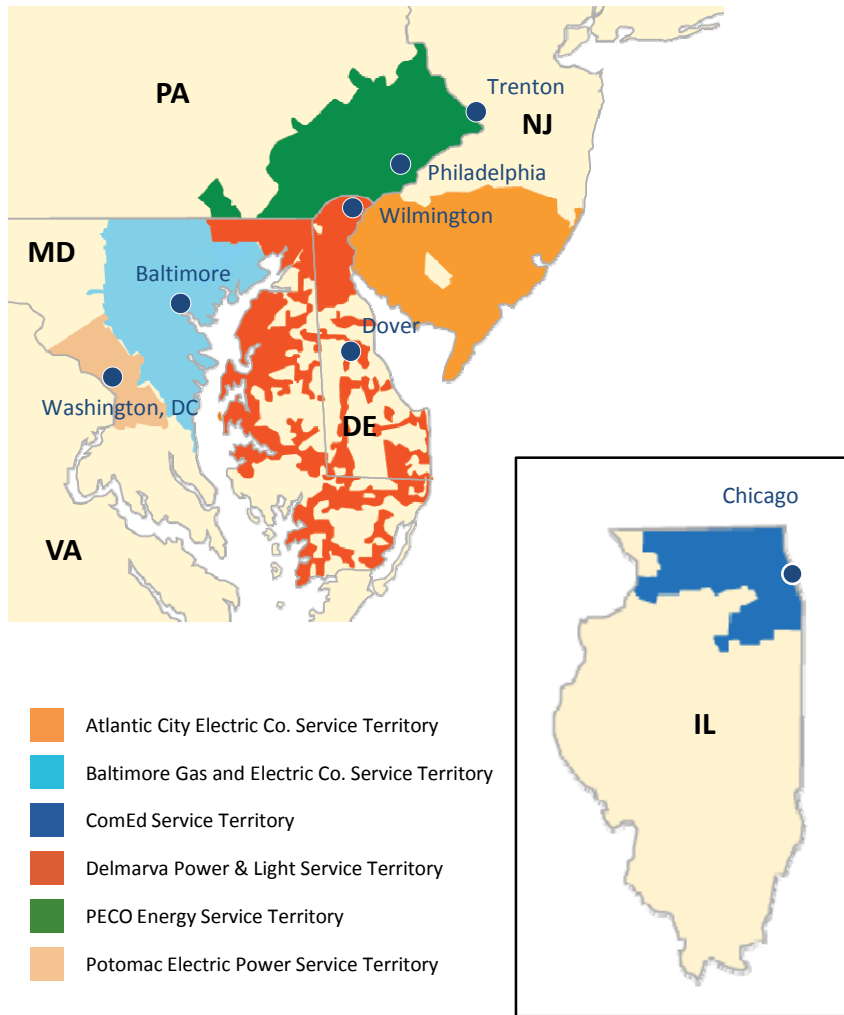 PA
Trenton
NJ
Philadelphia
Wilmington
MD
Baltimore
Dover
Washington, DC
DE
VA
Chicago
IL
Atlantic City Electric Co. Service Territory
Baltimore Gas and Electric Co. Service Territory
ComEd Service Territory
Delmarva Power & Light Service Territory
PECO Energy Service Territory
Potomac Electric Power Service Territory